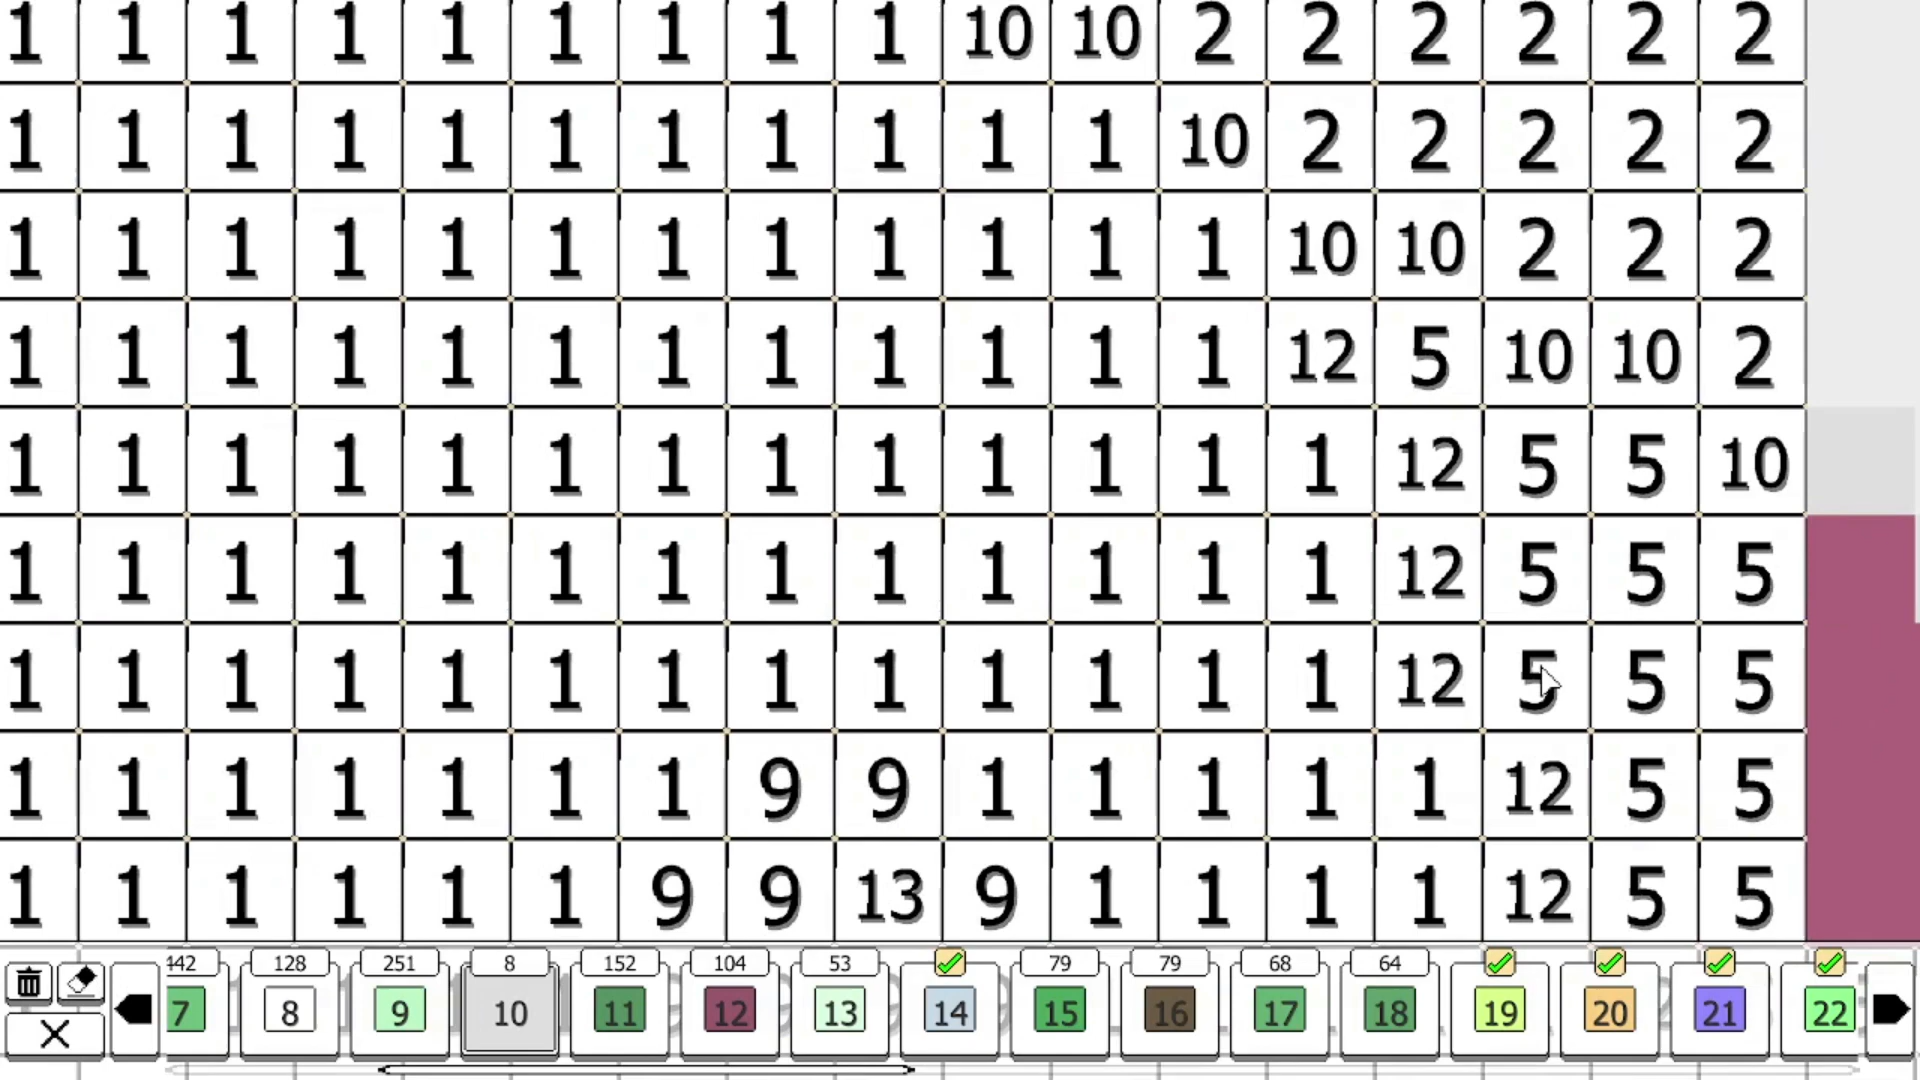 1 1 1 1 1 1 1 1 1 10 10 2 2 2 2 2 2
1 1 1 1 1 1 1 1 1 1 1 10 2 2 2 2 2
1 1 1 1 1 1 1 1 1 1 1 1 10 10 2 2 2
1 1 1 1 1 1 1 1 1 1 1 1 12 5 10 10 2
1 1 1 1 1 1 1 1 1 1 1 1 1 12 5 5 10
1 1 1 1 1 1 1 1 1 1 1 1 1 12 5 5 5
1 1 1 1 1 1 1 1 1 1 1 1 1 12 5 5 5
1 1 1 1 1 1 1 9 9 1 1 1 1 1 12 5 5
1 1 1 1 1 1 9 9 13 9 1 1 1 1 12 5 5
442 128 251 8 152 104 53 79 79 68 64
7 8 9 10 11 12 13 14 15 16 17 18 19 20 21 22